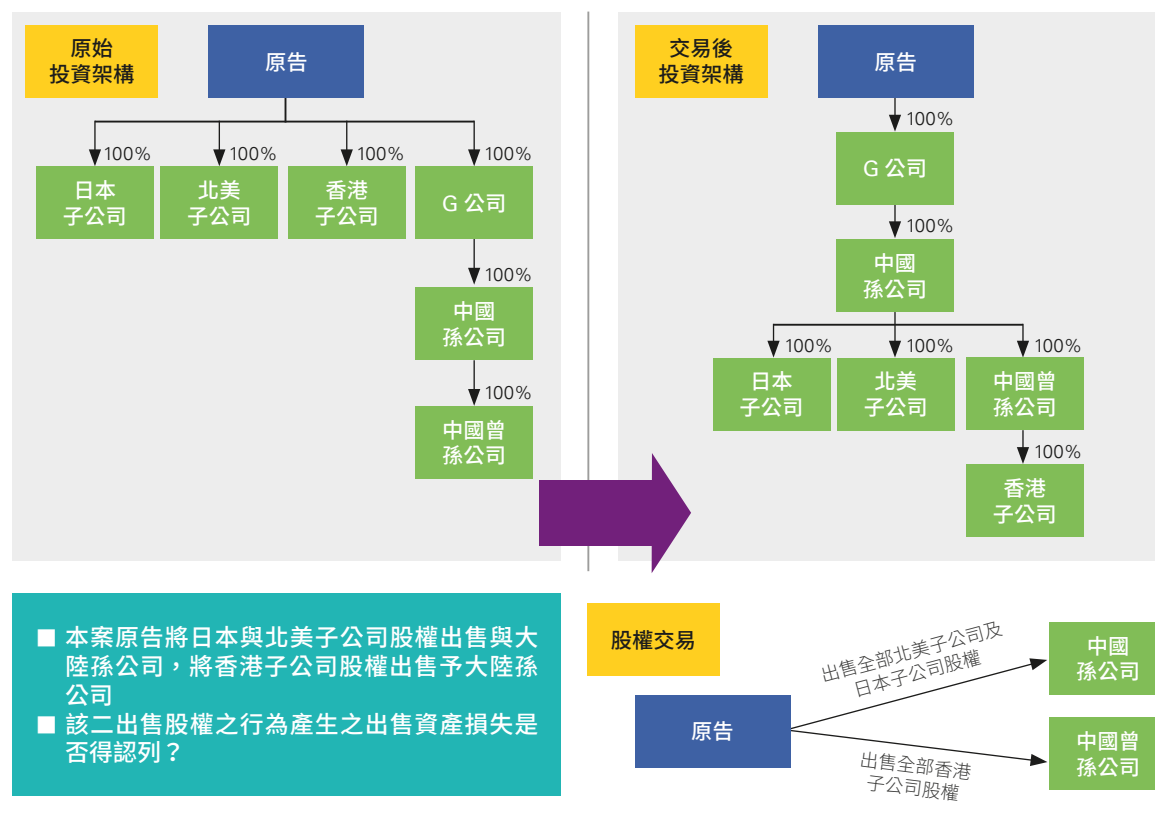 原始
投資架構
原告
100%
100%
100%
100%
日本
子公司
北美
子公司
香港
子公司
G 公司
100%
中國
孫公司
100%
中國曾
孫公司
交易後
投資架構
原告
100%
G 公司
100%
中國
孫公司
100%
100%
100%
日本
子公司
北美
子公司
中國曾
孫公司
100%
香港
子公司
■ 本案原告將日本與北美子公司股權出售與大
陸孫公司，將香港子公司股權出售予大陸孫
公司
■ 該二出售股權之行為產生之出售資產損失是
否得認列？
股權交易
原告
出售全部北美子公司及
日本子公司股權
中國
孫公司
出售全部香港
子公司股權
中國曾
孫公司